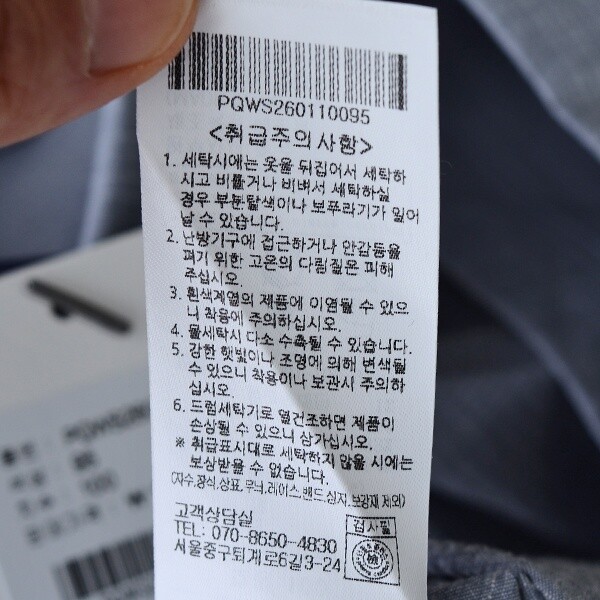 PQWS260110095
<취급주의사항>
1. 세탁시에는 옷을 뒤집어서 세탁하
시고 비틀거나 비벼서 세탁하실
경우 부분탈색이나 보푸라기가 일어
날 수 있습니다.
2. 난방기구에 접근하거나 안감등을
펴기 위한 고온의 다림질은 피해
주십시오.
3. 흰색계열의 제품에 이염될 수 있으
니 착용에 주의하십시오.
4. 물세탁시 다소 수축될 수 있습니다.
5. 강한 햇빛이나 조명에 의해 변색될
수 있으니 착용이나 보관시 주의하
십시오.
6. 드럼세탁기로 열건조하면 제품이
손상될 수 있으니 삼가십시오.
※ 취급표시대로 세탁하지 않을 시에는
보상받을 수 없습니다.
(자수,장식,상표,무늬,레이스,밴드,심지,보강재 제외)
고객상담실
검사필
TEL: 070-8650-4830
서울중구퇴계로6길3-24